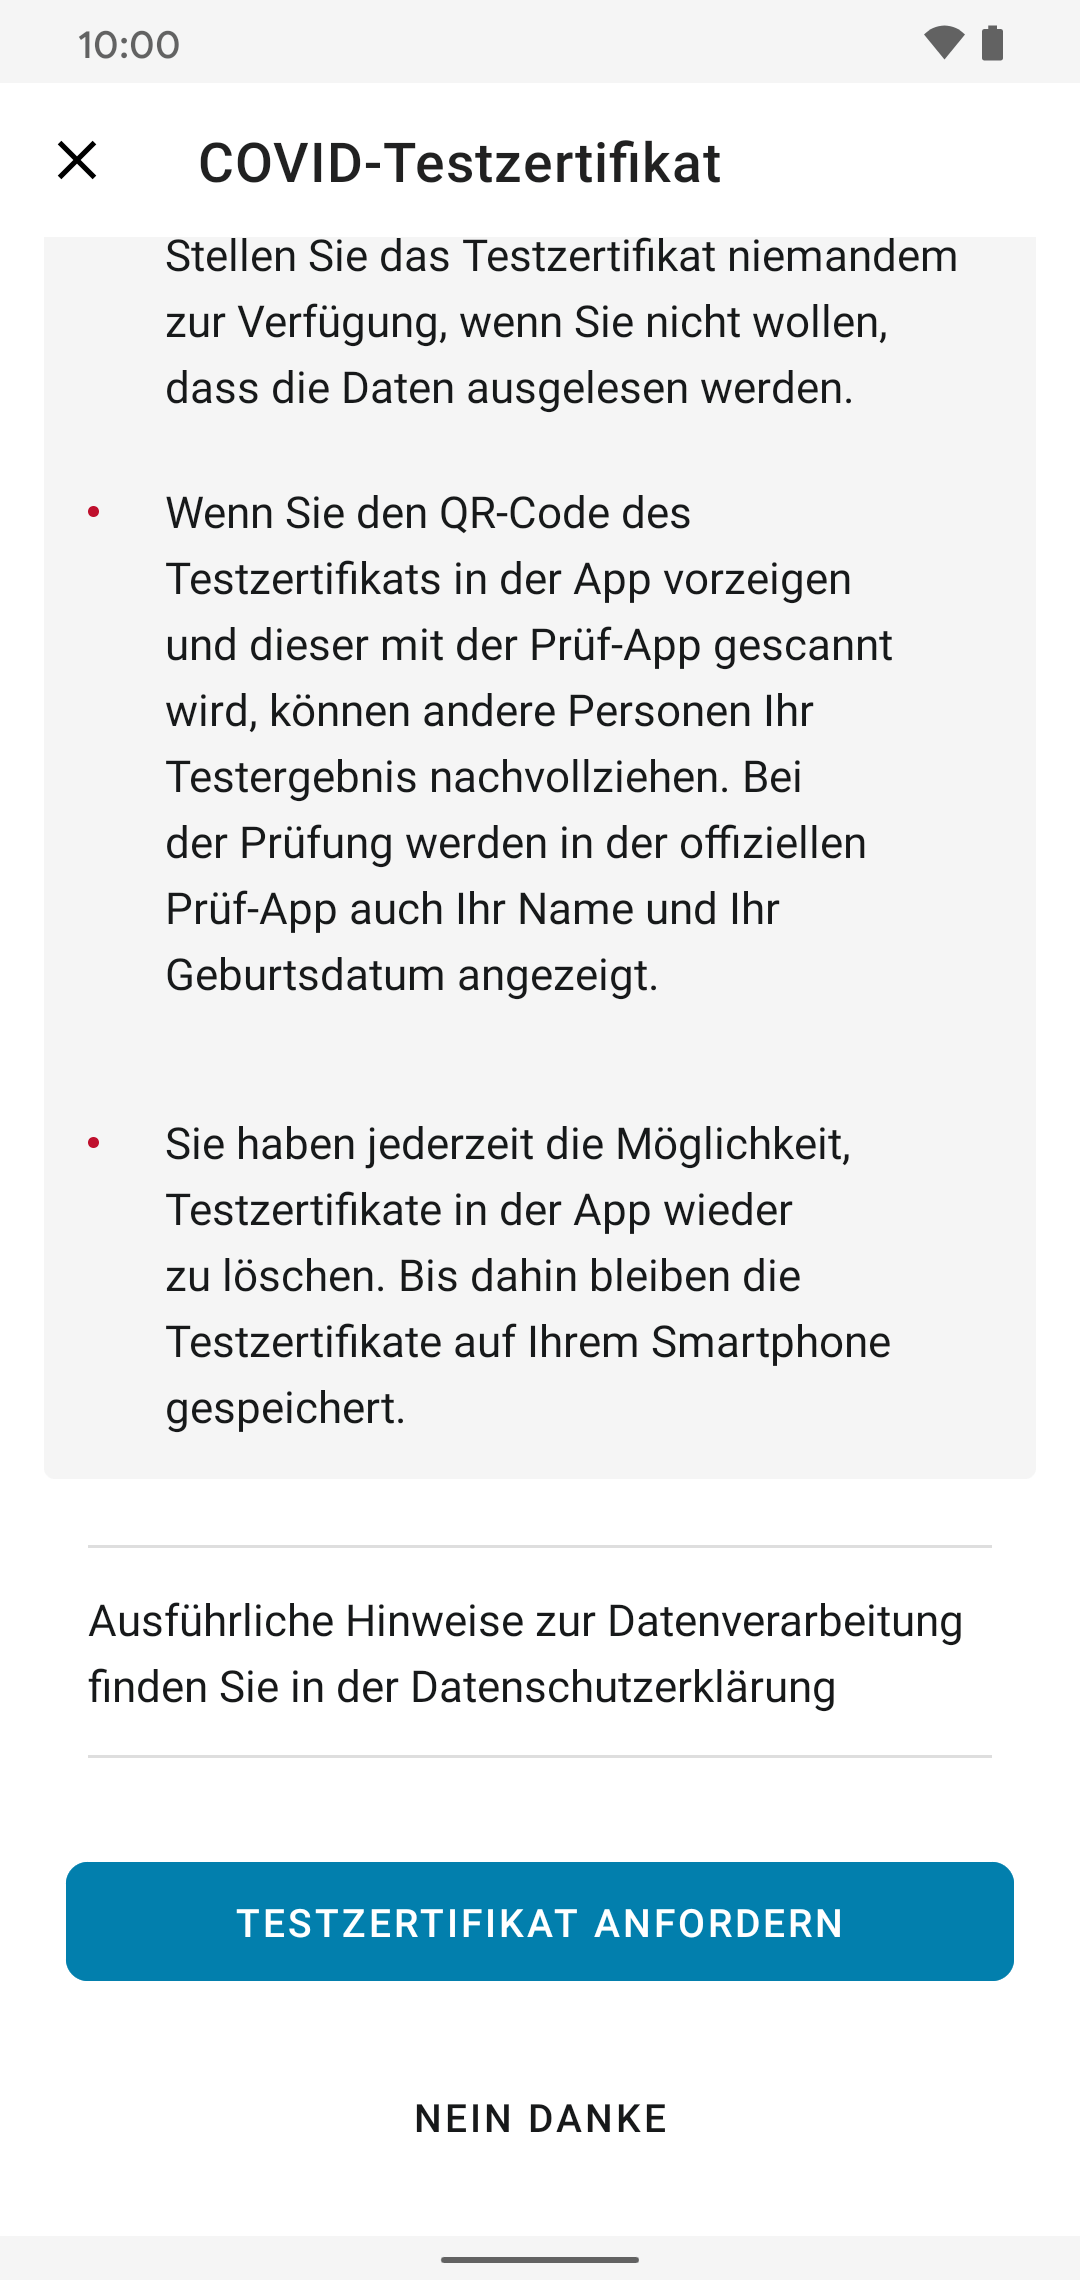 10:00
COVID-Testzertifikat
Stellen Sie das Testzertifikat niemandem
zur Verfügung, wenn Sie nicht wollen,
dass die Daten ausgelesen werden.
• Wenn Sie den QR-Code des
Testzertifikats in der App vorzeigen
und dieser mit der Prüf-App gescannt
wird, können andere Personen Ihr
Testergebnis nachvollziehen. Bei
der Prüfung werden in der offiziellen
Prüf-App auch Ihr Name und Ihr
Geburtsdatum angezeigt.
• Sie haben jederzeit die Möglichkeit,
Testzertifikate in der App wieder
zu löschen. Bis dahin bleiben die
Testzertifikate auf Ihrem Smartphone
gespeichert.
Ausführliche Hinweise zur Datenverarbeitung
finden Sie in der Datenschutzerklärung
TESTZERTIFIKAT ANFORDERN
NEIN DANKE